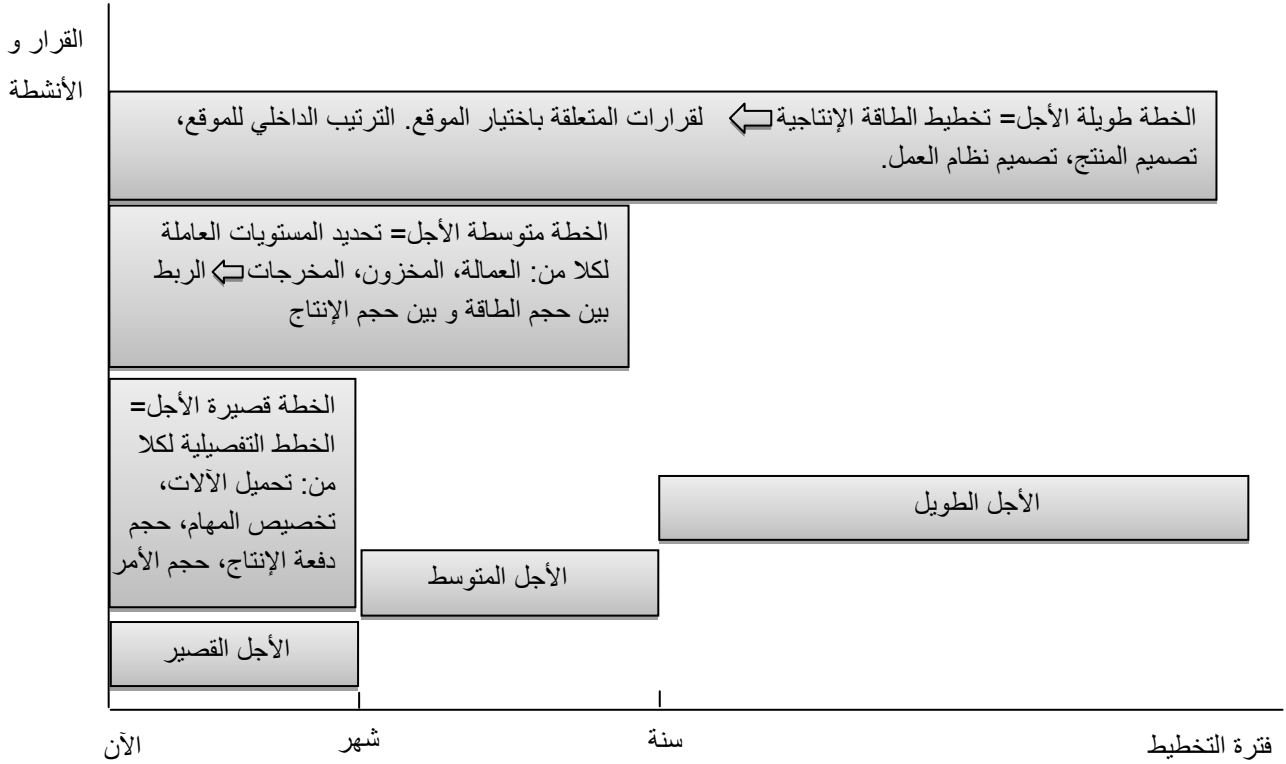 القرار و
الأنشطة
الخطة طويلة الأجل= تخطيط الطاقة الإنتاجية لقرارات المتعلقة باختيار الموقع. الترتيب الداخلي للموقع،
تصميم المنتج، تصميم نظام العمل.
الخطة متوسطة الأجل= تحديد المستويات العاملة
لكلا من: العمالة، المخزون، المخرجات الربط
بين حجم الطاقة و بين حجم الإنتاج
الخطة قصيرة الأجل=
الخطط التفصيلية لكلا
من: تحميل الآلات،
تخصيص المهام، حجم
دفعة الإنتاج، حجم الأمر
الأجل الطويل
الأجل المتوسط
الأجل القصير
الآن
شهر
سنة
فترة التخطيط